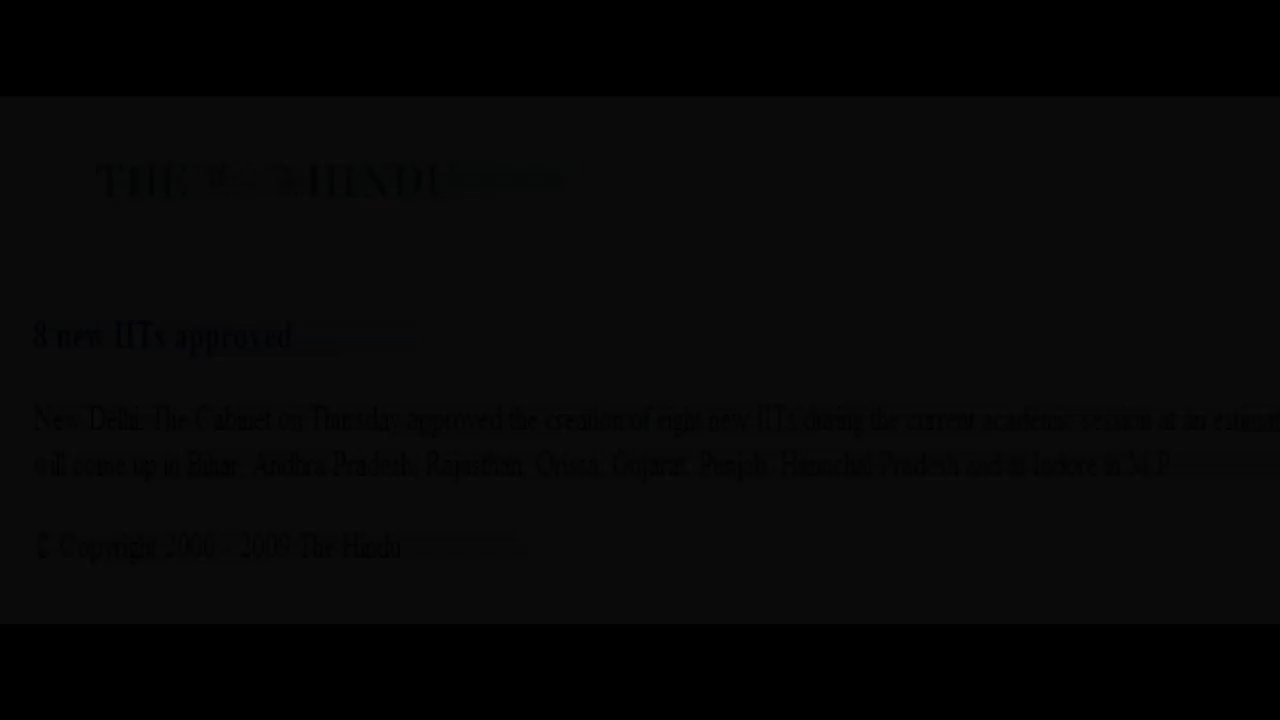 THE HINDU
8 new IITs approved
New Delhi: The Cabinet on Thursday approved the creation of eight new IITs during the current academic session at an
will come up in Bihar, Andhra Pradesh, Rajasthan, Orissa, Gujarat, Punjab, Himachal Pradesh and at Indore in M.P
© Copyright 2000 - 2009 The Hindu